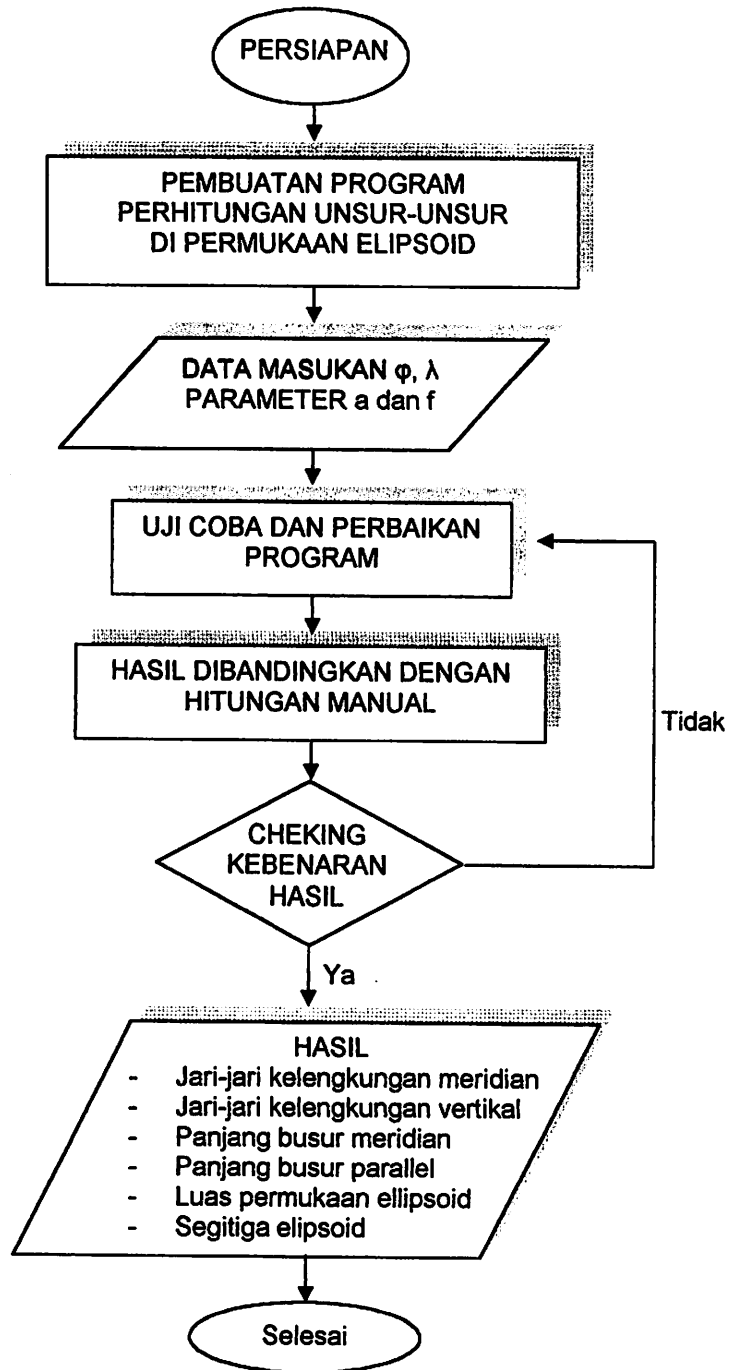 PERSIAPAN
PEMBUATAN PROGRAM
PERHITUNGAN UNSUR-UNSUR
DI PERMUKAAN ELIPSOID
DATA MASUKAN φ, λ
PARAMETER a dan f
UJI COBA DAN PERBAIKAN
PROGRAM
HASIL DIBANDINGKAN DENGAN
HITUNGAN MANUAL
Tidak
CHEKING
KEBENARAN
HASIL
Ya
HASIL
- Jari-jari kelengkungan meridian
- Jari-jari kelengkungan vertikal
- Panjang busur meridian
- Panjang busur parallel
- Luas permukaan ellipsoid
- Segitiga elipsoid
Selesai